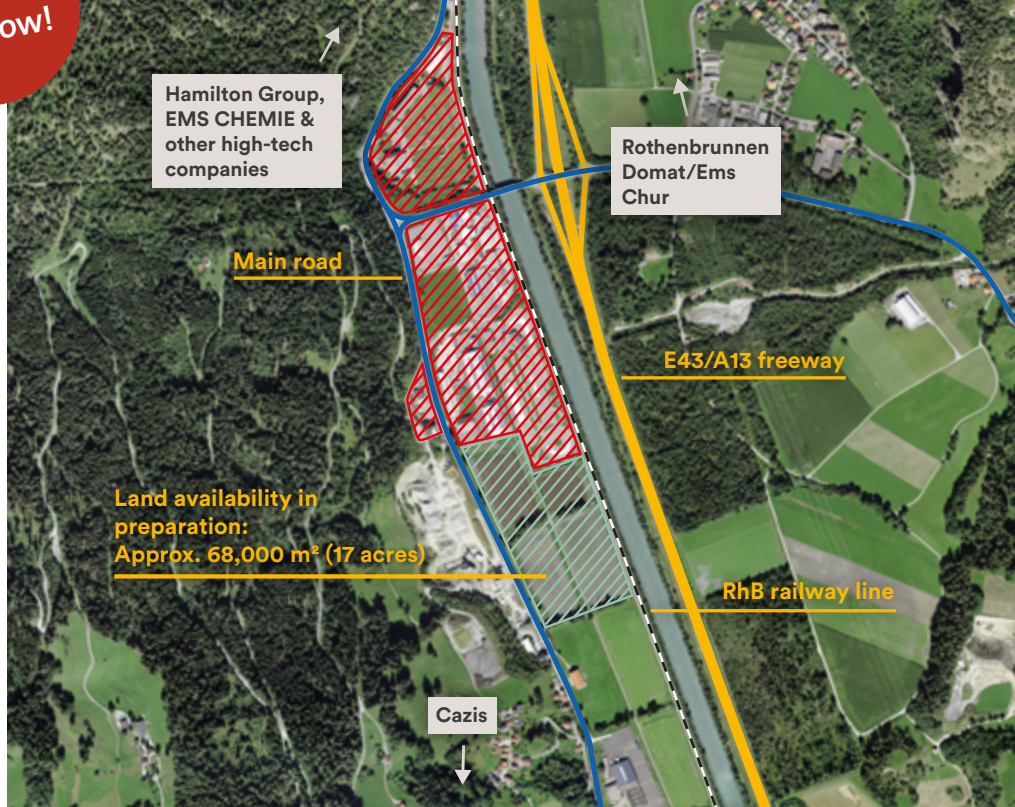 ow!
Hamilton Group,
EMS CHEMIE &
other high-tech
companies
Rothenbrunnen
Domat/Ems
Chur
Main road
E43/A13 freeway
Land availability in
preparation:
Approx. 68,000 m² (17 acres)
RhB railway line
Cazis